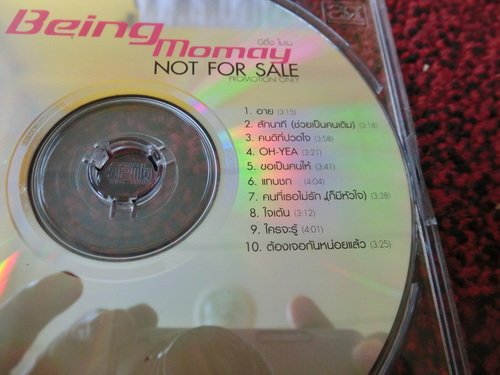 Being
Momay
บีอิ้ง โมเม
NOT FOR SALE
PROMOTION ONLY
1. อาย (3:15)
2. สักนาที (ช่วยเป็นคนเดิม) (3:18)
3. คนดีที่ปวดใจ (3:58)
4. OH-YEA (3:21)
5. ขอเป็นคนไห้ (3:41)
6. แทบชก (4:04)
7. คนที่เธอไม่รัก (ก็มีหัวใจ) (3:38)
8. ใจเต้น (3:12)
9. ใครจะรู้ (4:01)
10. ต้องเจอกันหน่อยแล้ว (3:25)